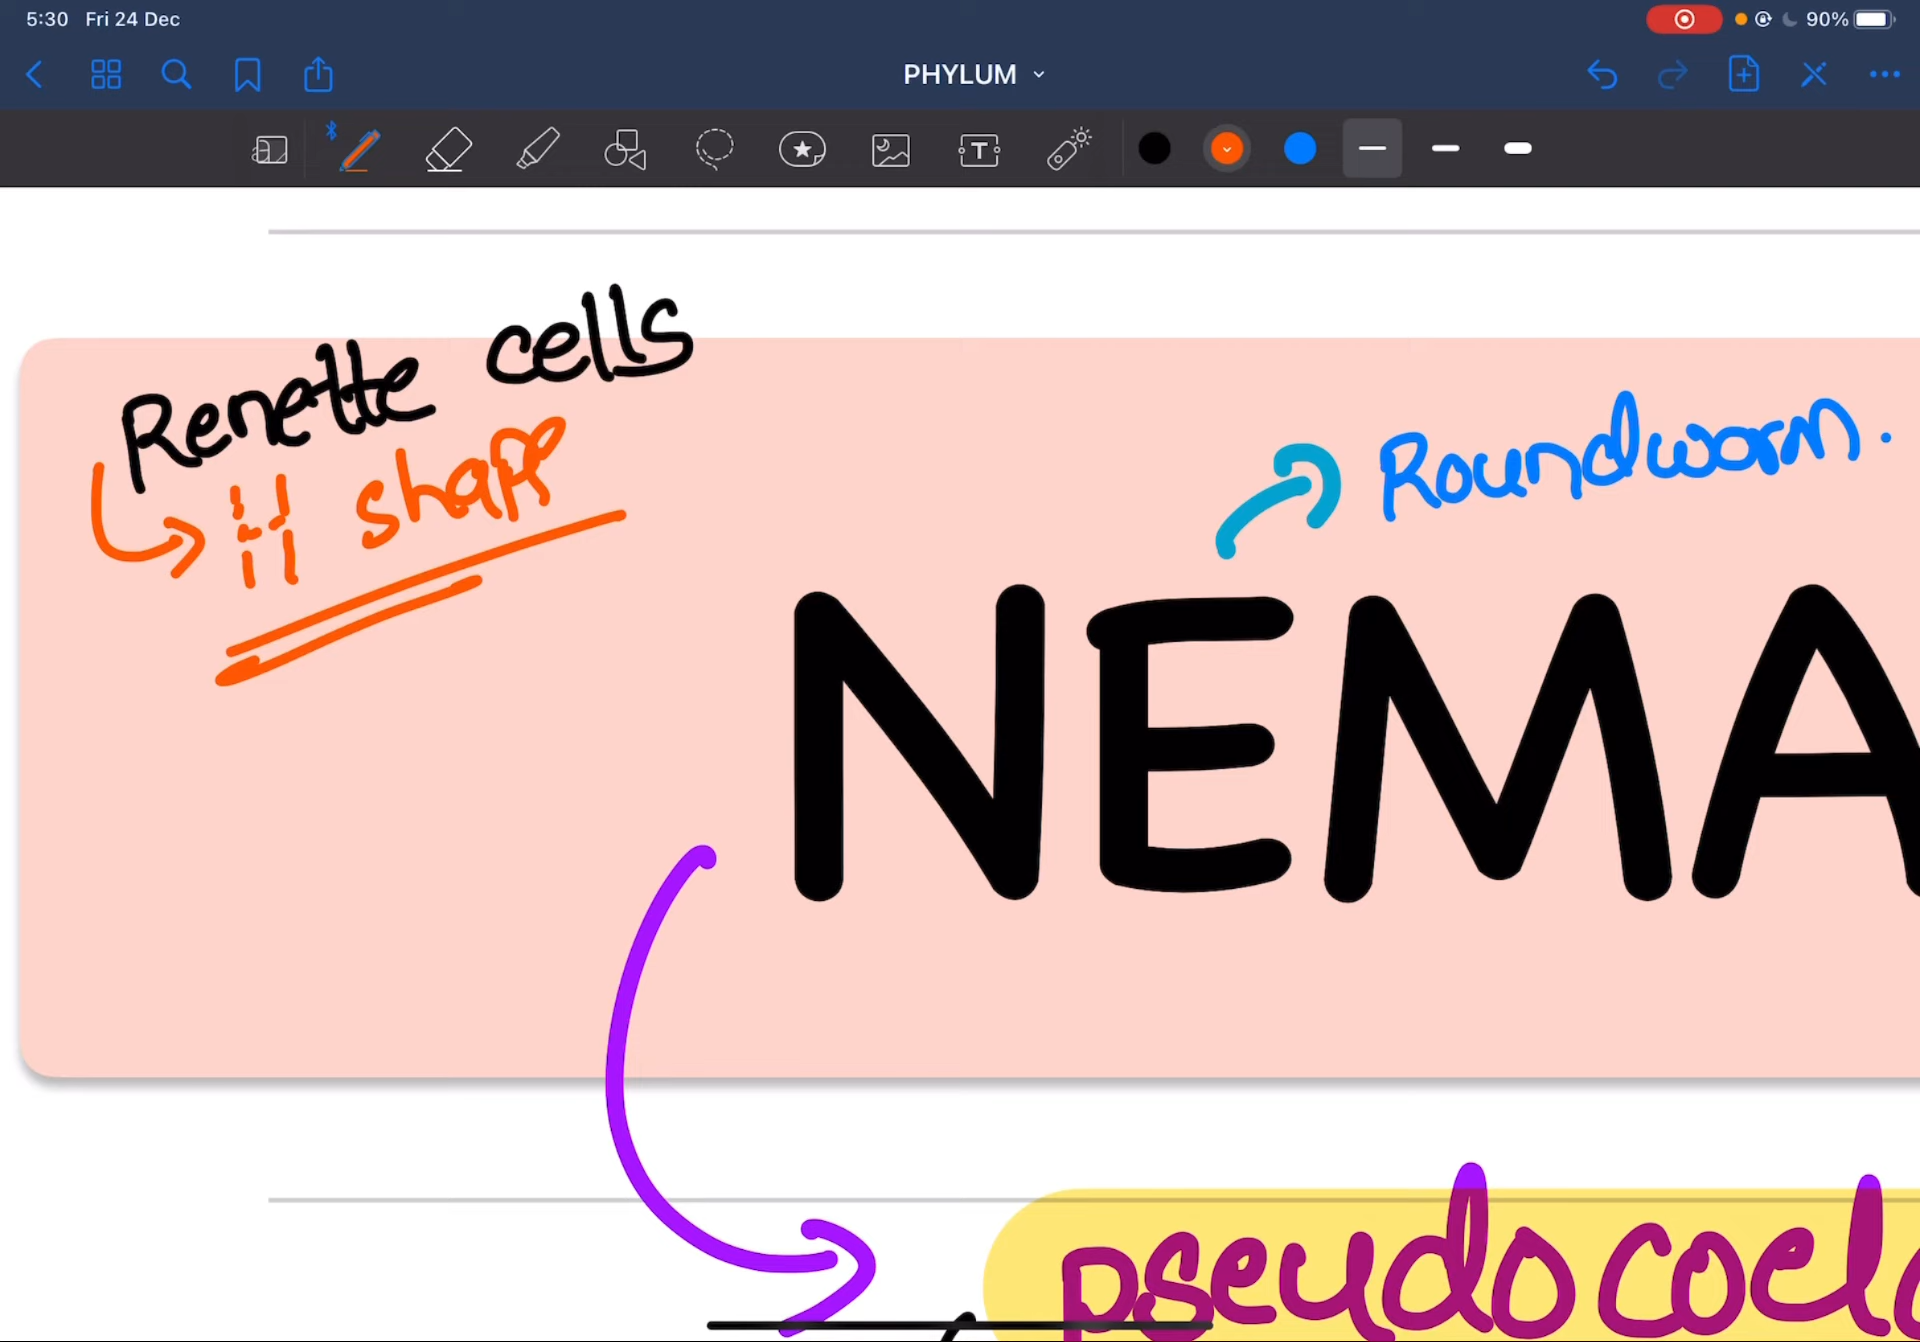 5:30 Fri 24 Dec
90%
PHYLUM
T
Renette cells
H shape
Roundworm.
NEMA
pseudocoel